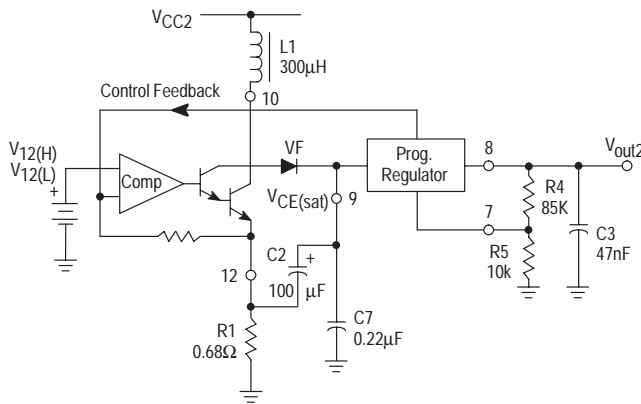 VCC2
L1
300μH
Control Feedback
10
V12(H)
V12(L)
+
Comp
VF
VCE(sat)
9
Prog.
Regulator
8
Vout2
7
R4
85K
R5
10k
C3
47nF
12
C2
+
100 μF
R1
0.68Ω
C7
0.22μF